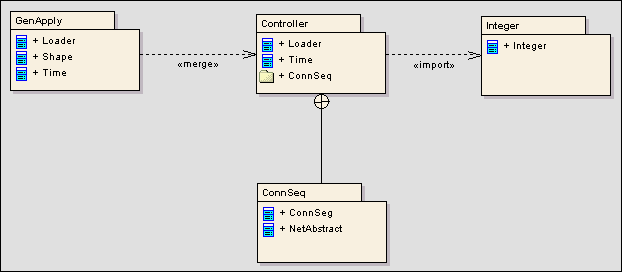 GenApply
+ Loader
+ Shape
+ Time
«merge»
Controller
+ Loader
+ Time
+ ConnSeq
«import»
Integer
+ Integer
ConnSeq
+ ConnSeg
+ NetAbstract